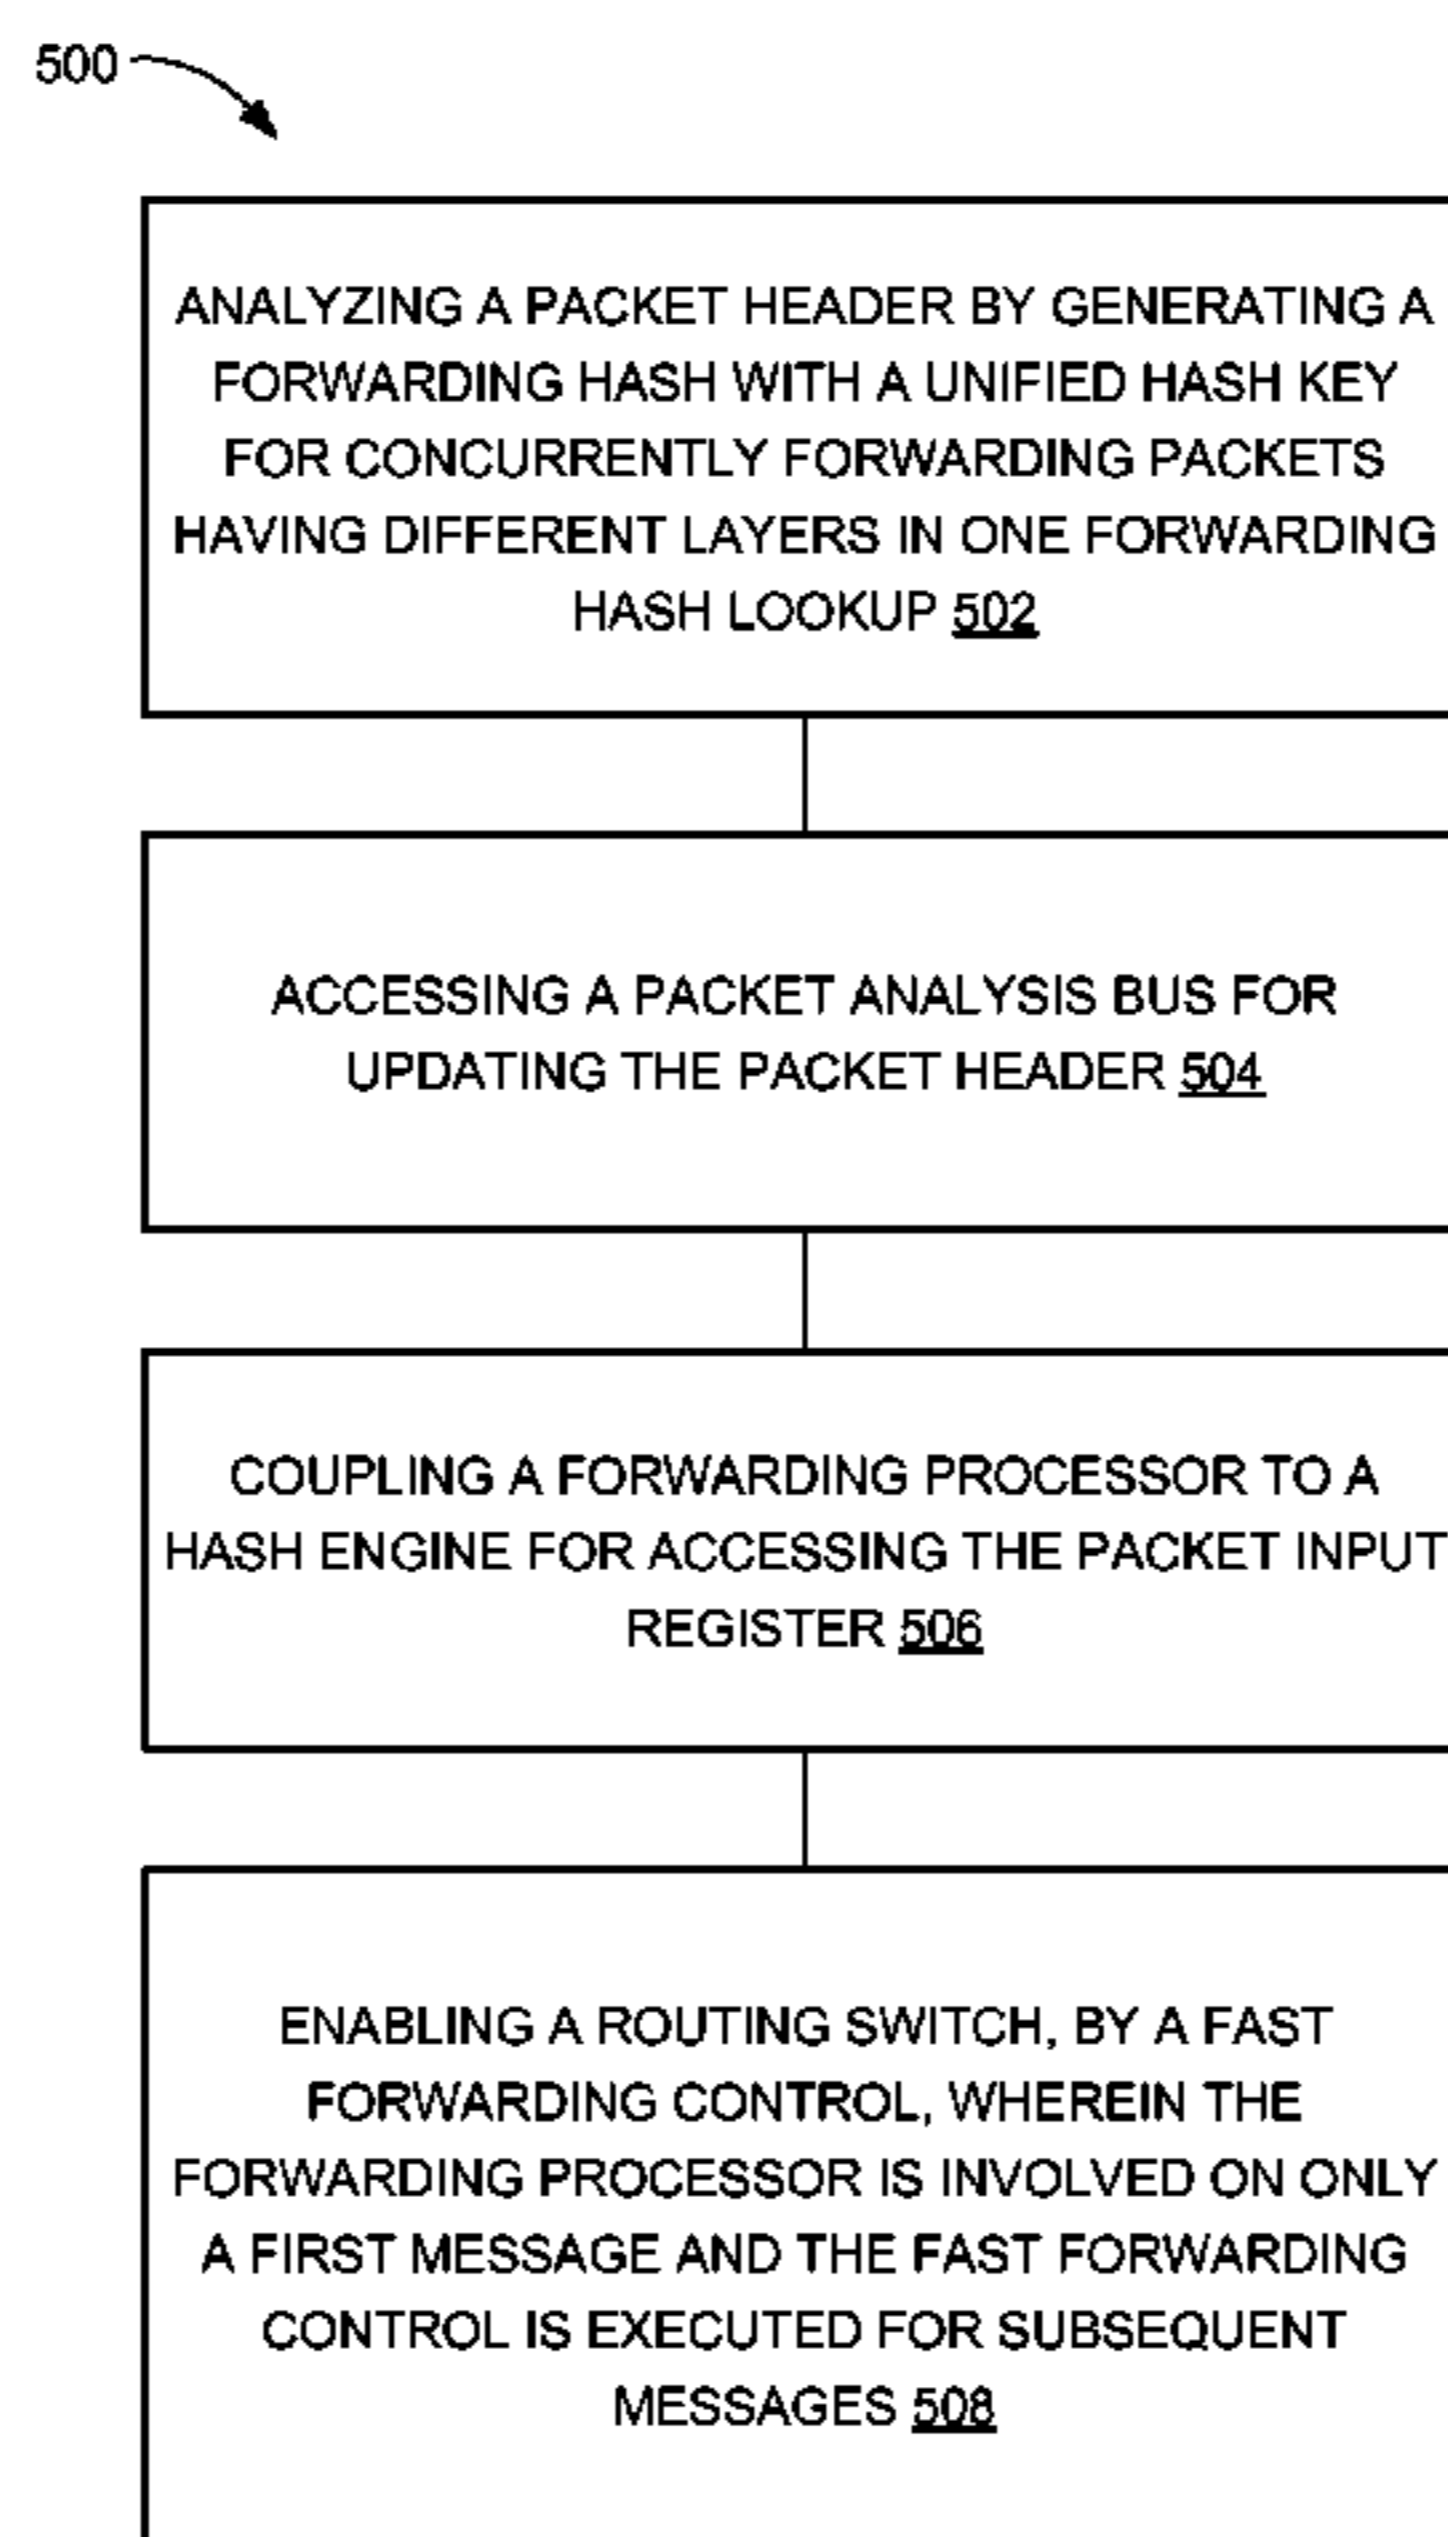 500
ANALYZING A PACKET HEADER BY GENERATING A
FORWARDING HASH WITH A UNIFIED HASH KEY
FOR CONCURRENTLY FORWARDING PACKETS
HAVING DIFFERENT LAYERS IN ONE FORWARDING
HASH LOOKUP 502
ACCESSING A PACKET ANALYSIS BUS FOR
UPDATING THE PACKET HEADER 504
COUPLING A FORWARDING PROCESSOR TO A
HASH ENGINE FOR ACCESSING THE PACKET INPUT
REGISTER 506
ENABLING A ROUTING SWITCH, BY A FAST
FORWARDING CONTROL, WHEREIN THE
FORWARDING PROCESSOR IS INVOLVED ON ONLY
A FIRST MESSAGE AND THE FAST FORWARDING
CONTROL IS EXECUTED FOR SUBSEQUENT
MESSAGES 508